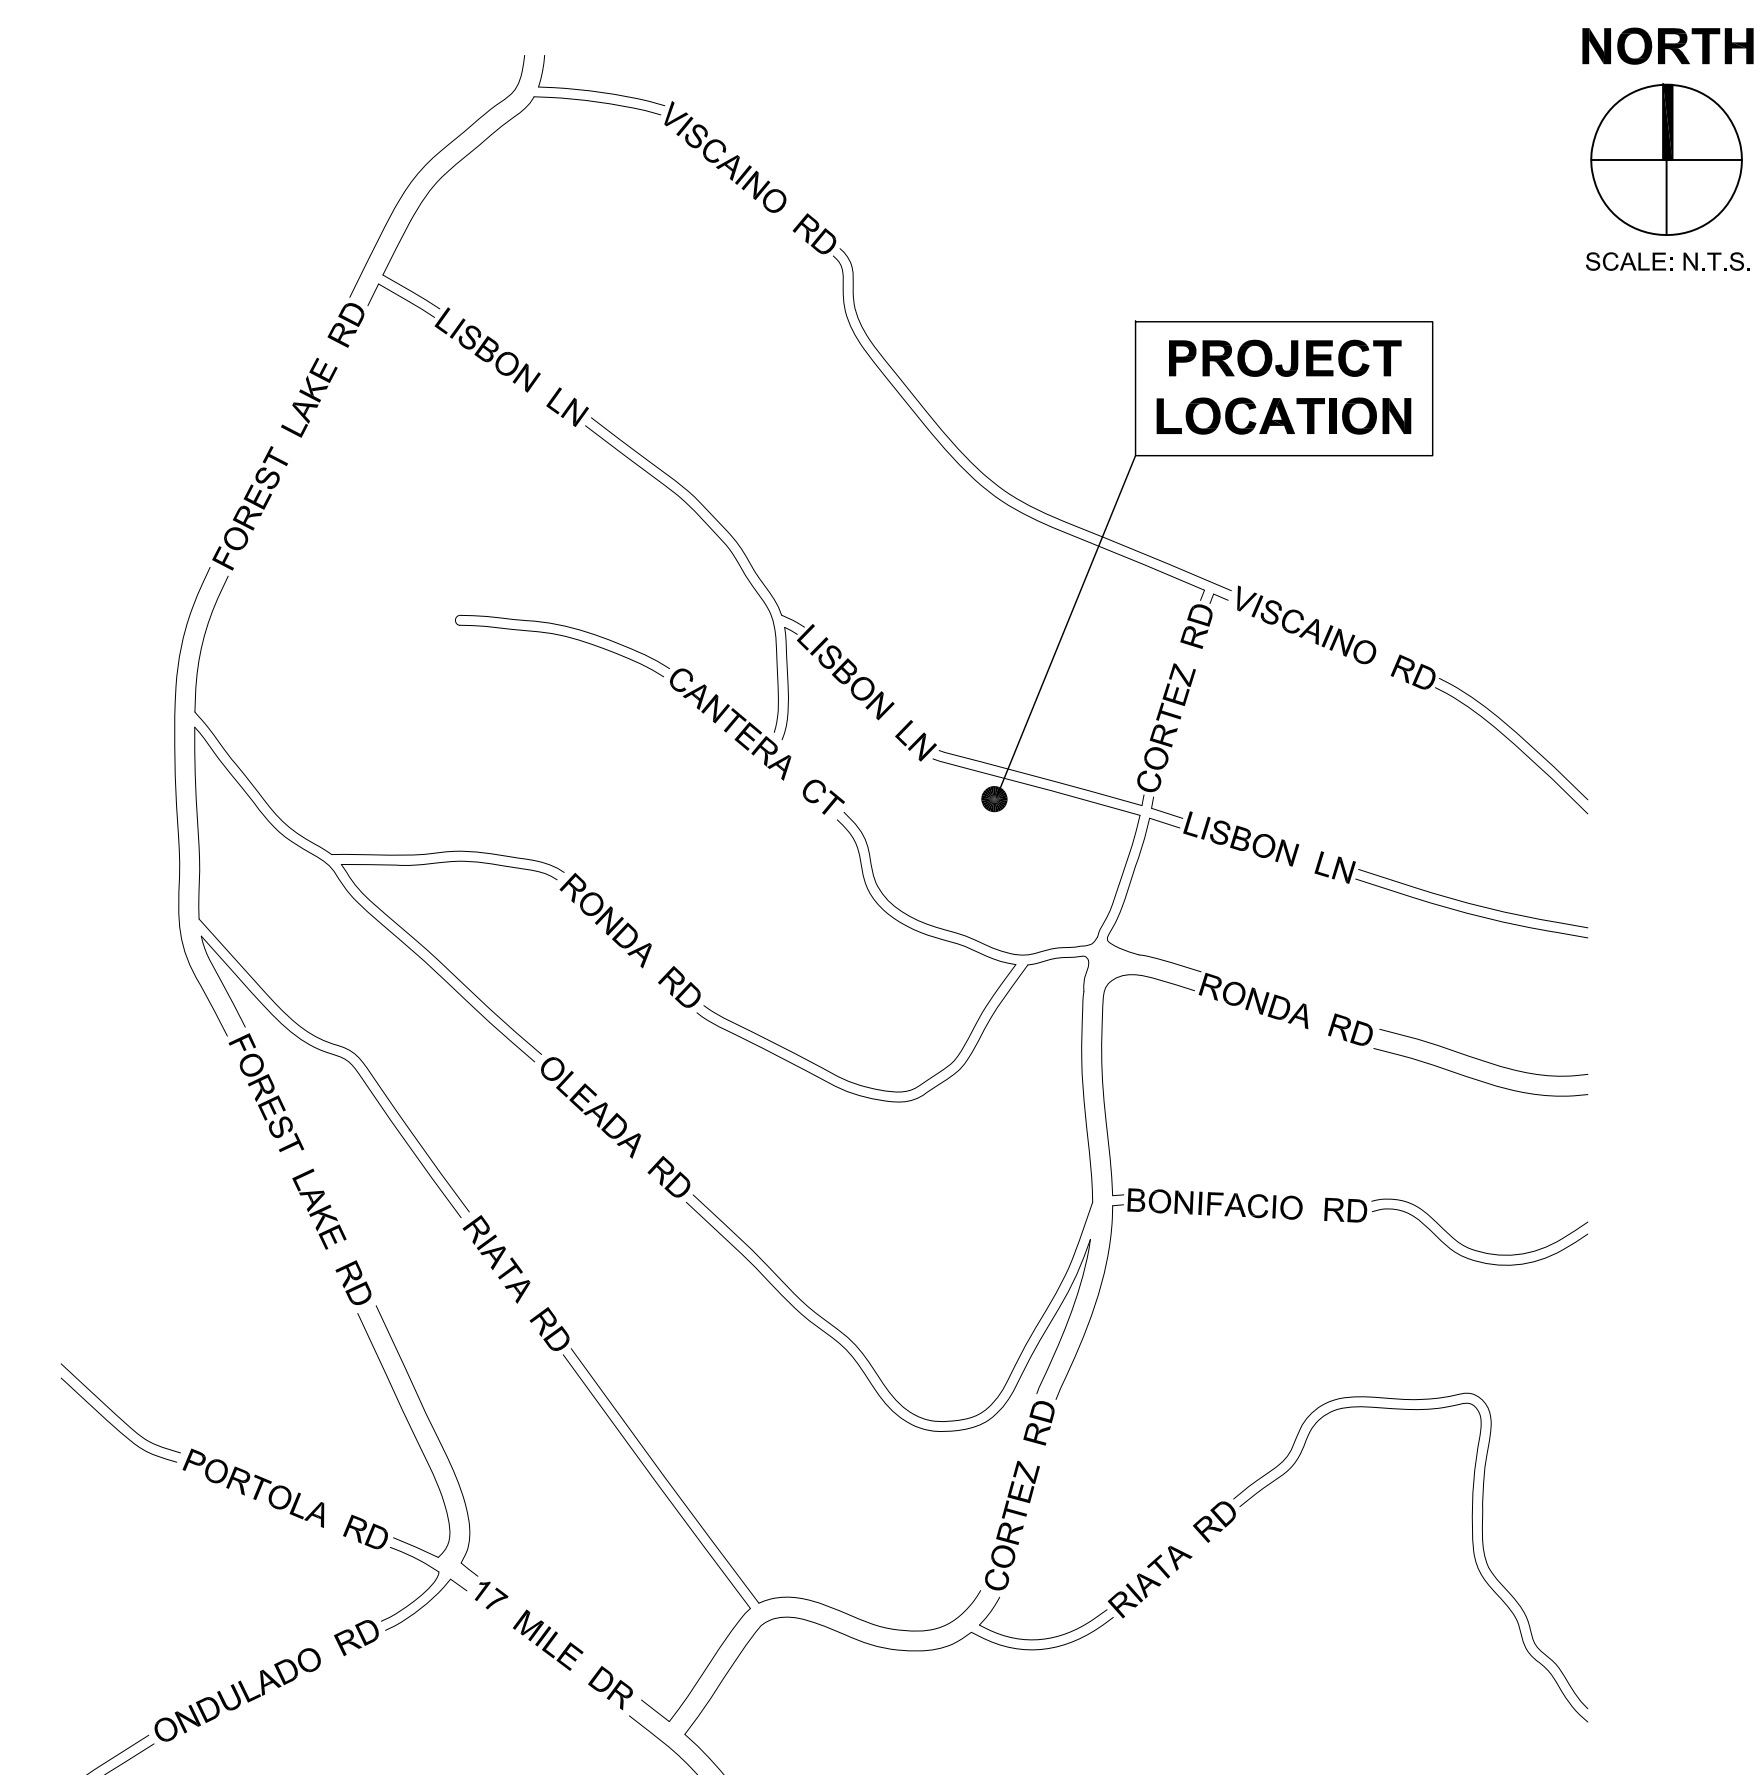 NORTH
SCALE: N.T.S.
VISCAINO RD
LISBON LN
FOREST LAKE RD
PROJECT
LOCATION
VISCAINO RD
CORTEZ RD
LISBON LN
CANTERA CT
LISBON LN
RONDA RD
RONDA RD
OLEADA RD
FOREST LAKE RD
BONIFACIO RD
RIATA RD
CORTEZ RD
PORTOLA RD
RIATA RD
17 MILE DR
ONDULADO RD